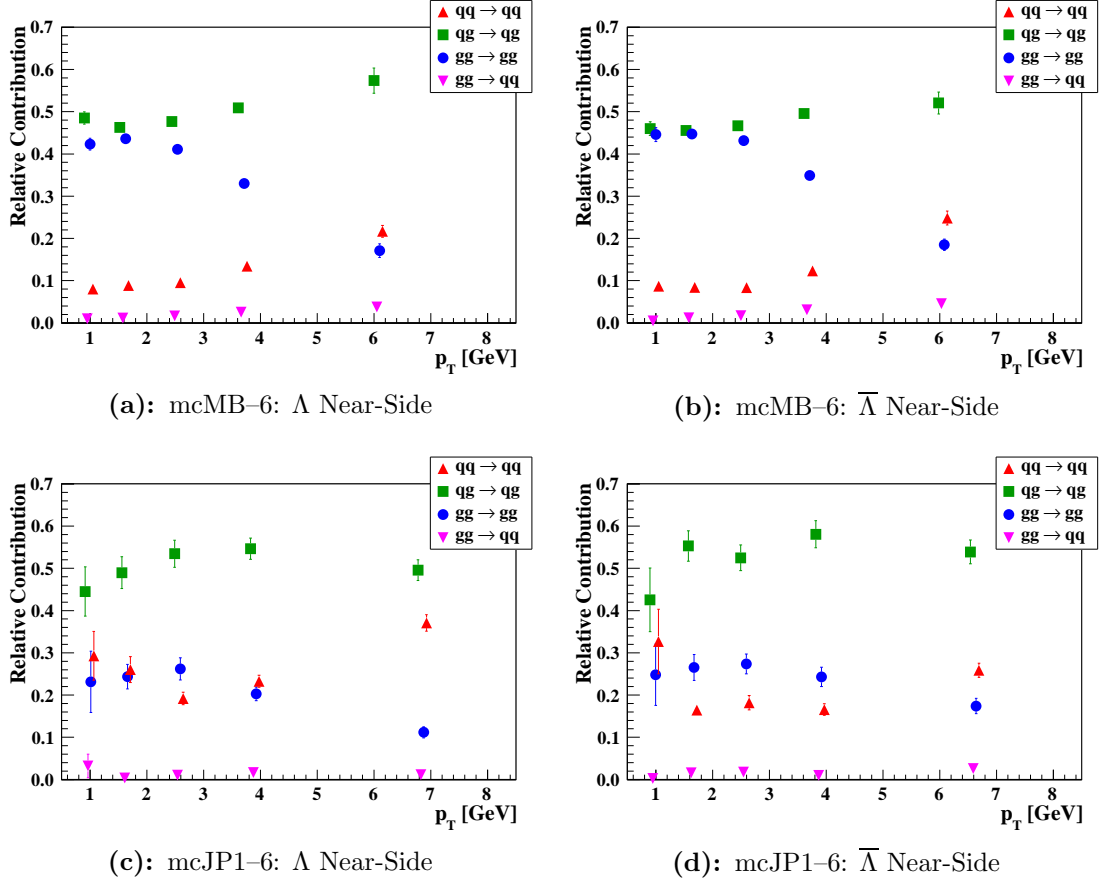 qq → qq
qg → qg
gg → gg
gg → qq
Relative Contribution
0.7
0.6
0.5
0.4
0.3
0.2
0.1
0.0
1 2 3 4 5 6 7 8
p_T [GeV]
(a): mcMB–6: Λ Near-Side
qq → qq
qg → qg
gg → gg
gg → qq
Relative Contribution
0.7
0.6
0.5
0.4
0.3
0.2
0.1
0.0
1 2 3 4 5 6 7 8
p_T [GeV]
(b): mcMB–6: Λ̅ Near-Side
qq → qq
qg → qg
gg → gg
gg → qq
Relative Contribution
0.7
0.6
0.5
0.4
0.3
0.2
0.1
0.0
1 2 3 4 5 6 7 8
p_T [GeV]
(c): mcJP1–6: Λ Near-Side
qq → qq
qg → qg
gg → gg
gg → qq
Relative Contribution
0.7
0.6
0.5
0.4
0.3
0.2
0.1
0.0
1 2 3 4 5 6 7 8
p_T [GeV]
(d): mcJP1–6: Λ̅ Near-Side